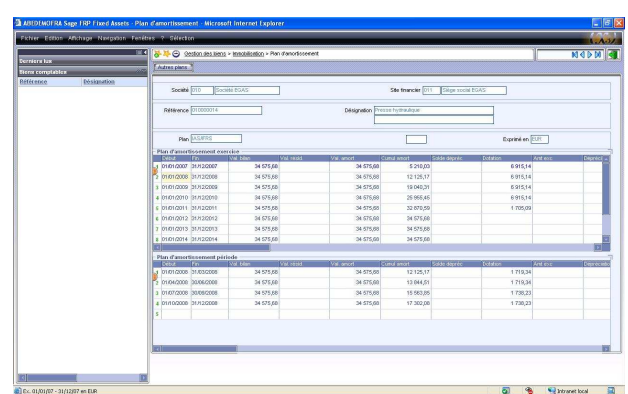 ABEDEMOFRA Sage FRP Fixed Assets - Plan d'amortissement - Microsoft Internet Explorer
Fichier Edition Affichage Navigation Fenêtres ? Sélection
Derniers lus
Biens comptables
Référence Désignation
Gestion des biens > Immobilisation > Plan d'amortissement
Autres plans
Société 010 Société EGAS Site financier 011 Siège social EGAS
Référence 010000014 Désignation Presse hydraulique
Plan IAS/IFRS Exprimé en EUR
Plan d'amortissement exercice
Début Fin Val. bilan Val. résid. Val. amort Cumul amort Solde dépréc Dotation Amt exc Dépréc
1 01/01/2007 31/12/2007 34 575,68 34 575,68 5 210,03 6 915,14
2 01/01/2008 31/12/2008 34 575,68 34 575,68 12 125,17 6 915,14
3 01/01/2009 31/12/2009 34 575,68 34 575,68 19 040,31 6 915,14
4 01/01/2010 31/12/2010 34 575,68 34 575,68 25 955,45 6 915,14
5 01/01/2011 31/12/2011 34 575,68 34 575,68 32 870,59 1 705,09
6 01/01/2012 31/12/2012 34 575,68 34 575,68 34 575,68
7 01/01/2013 31/12/2013 34 575,68 34 575,68 34 575,68
8 01/01/2014 31/12/2014 34 575,68 34 575,68 34 575,68
Plan d'amortissement période
Début Fin Val. bilan Val. résid. Val. amort Cumul amort Solde dépréc Dotation Amt exc
1 01/01/2008 31/03/2008 34 575,68 34 575,68 12 125,17 1 719,34
2 01/04/2008 30/06/2008 34 575,68 34 575,68 13 844,51 1 719,34
3 01/07/2008 30/09/2008 34 575,68 34 575,68 15 563,85 1 738,23
4 01/10/2008 31/12/2008 34 575,68 34 575,68 17 302,08 1 738,23
5
Ex. 01/01/07 - 31/12/07 en EUR Intranet local